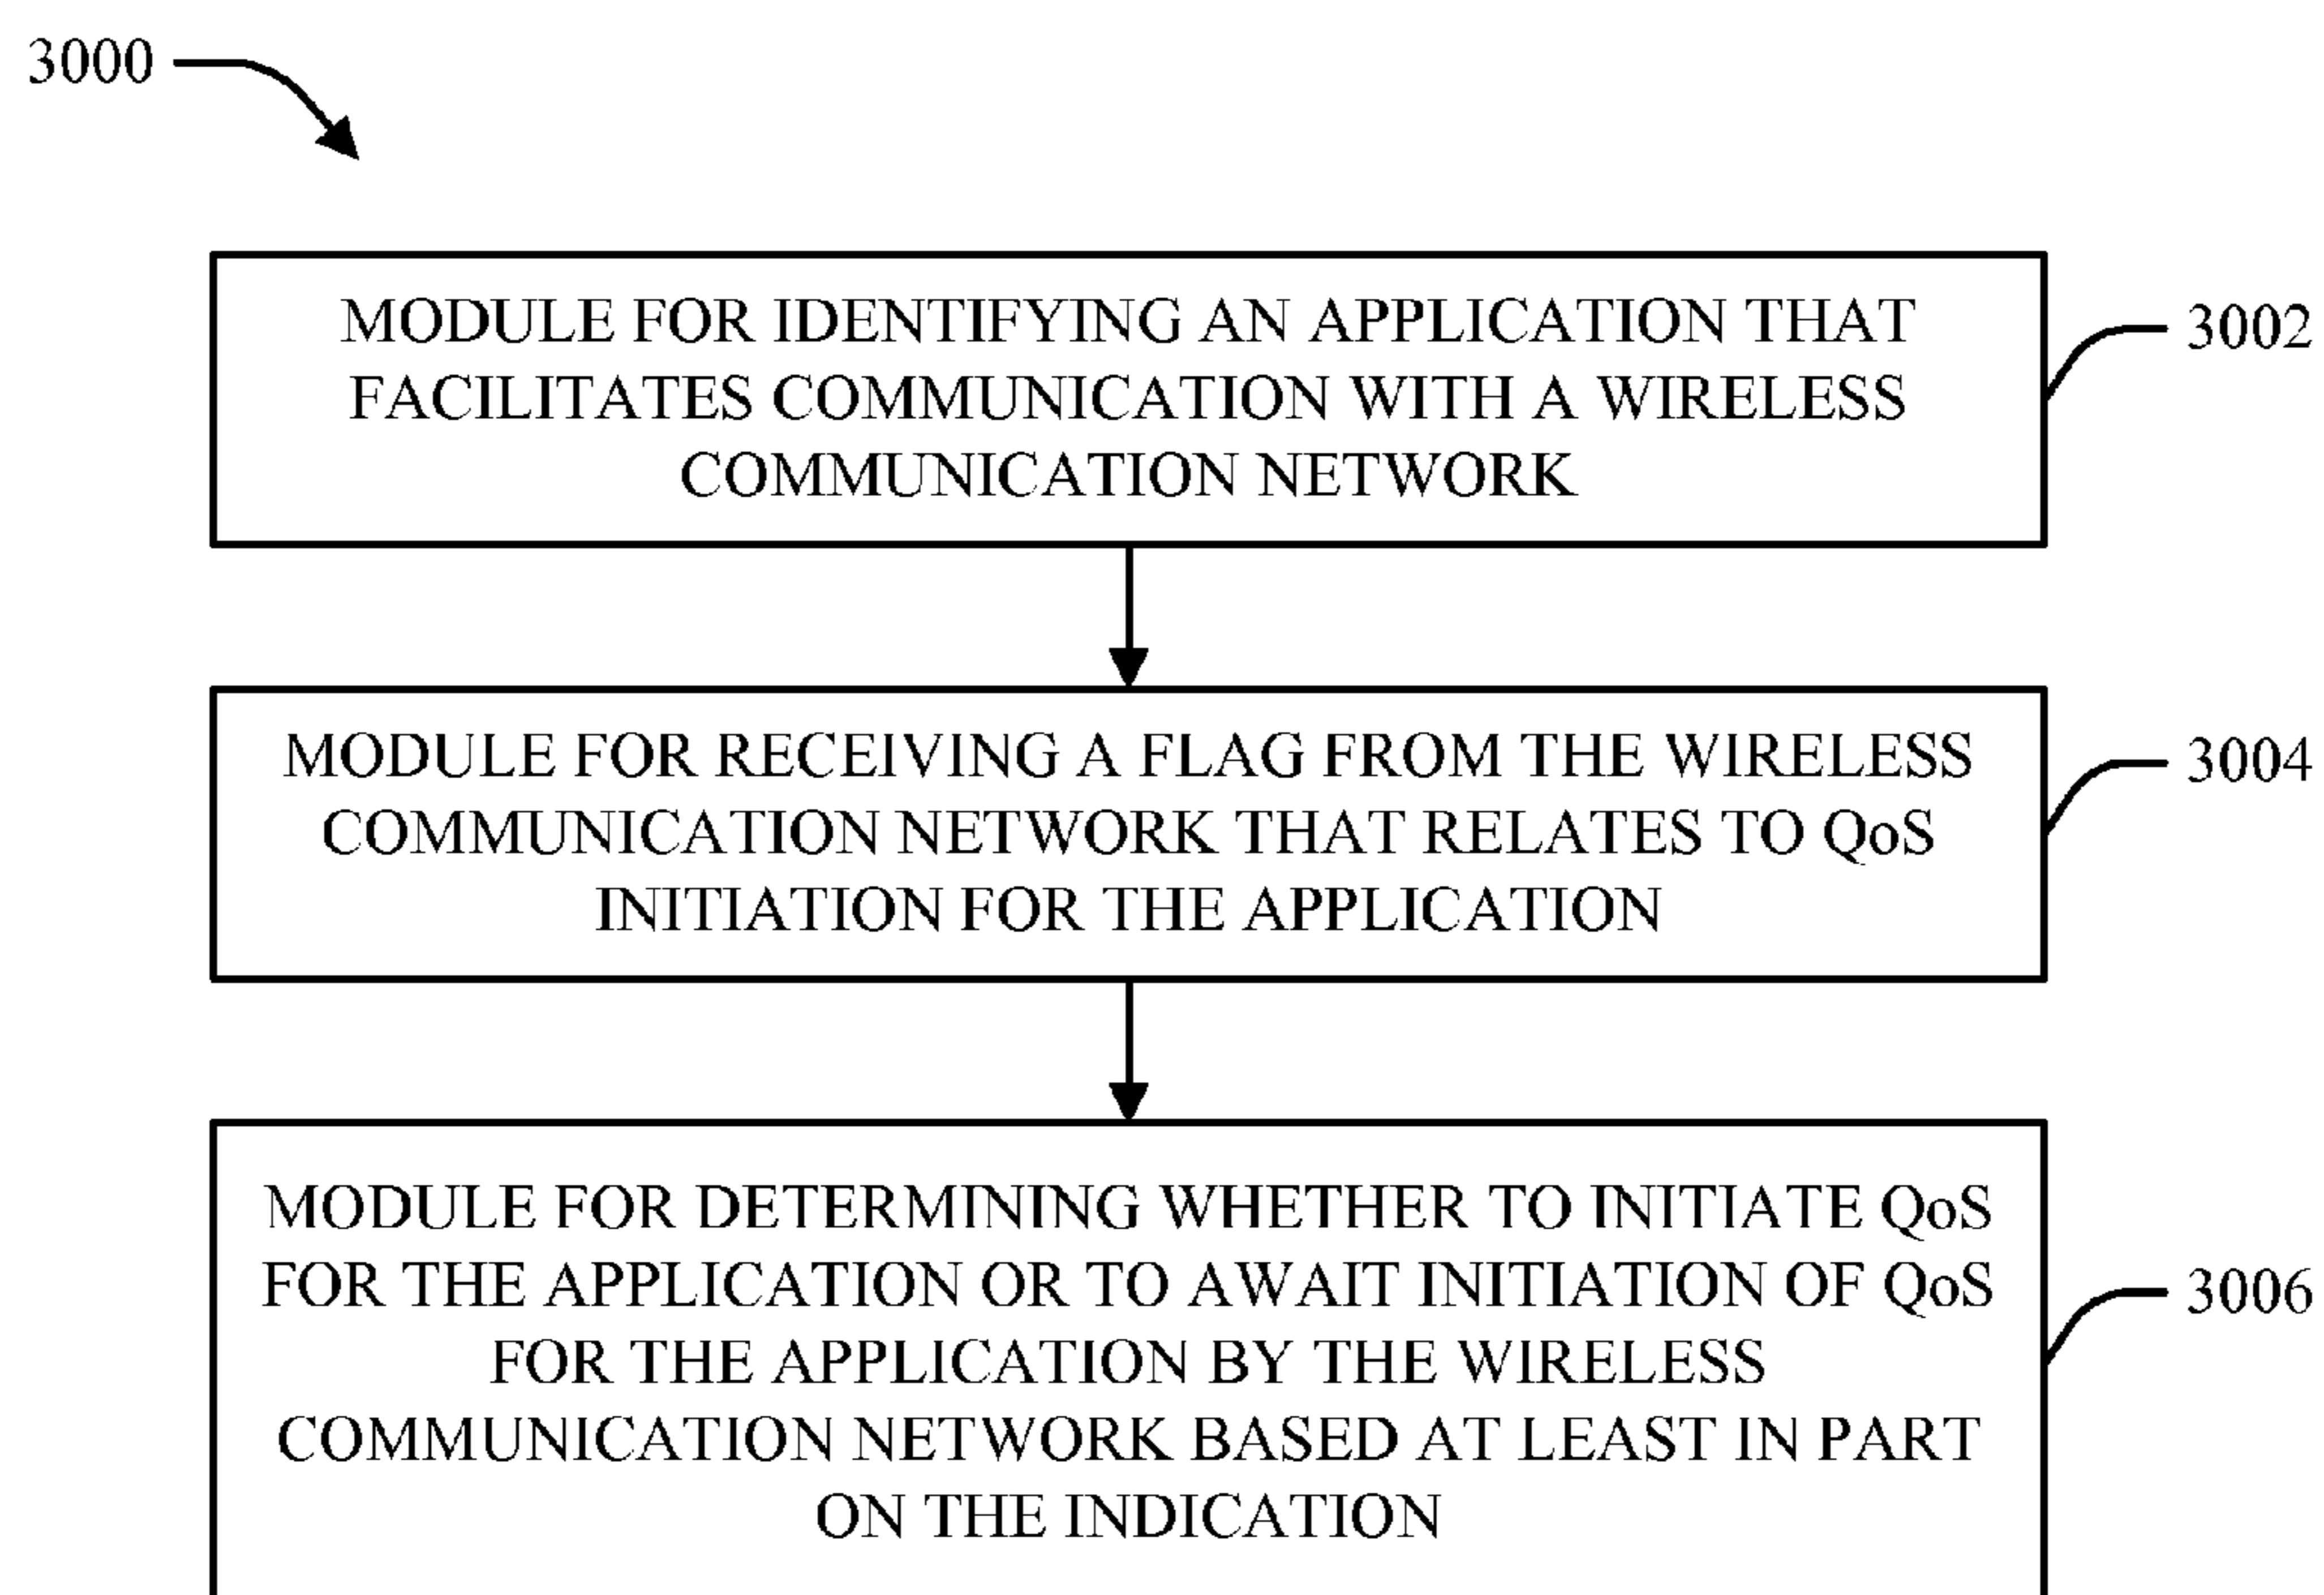 3000
MODULE FOR IDENTIFYING AN APPLICATION THAT
FACILITATES COMMUNICATION WITH A WIRELESS
COMMUNICATION NETWORK
3002
MODULE FOR RECEIVING A FLAG FROM THE WIRELESS
COMMUNICATION NETWORK THAT RELATES TO QoS
INITIATION FOR THE APPLICATION
3004
MODULE FOR DETERMINING WHETHER TO INITIATE QoS
FOR THE APPLICATION OR TO AWAIT INITIATION OF QoS
FOR THE APPLICATION BY THE WIRELESS
COMMUNICATION NETWORK BASED AT LEAST IN PART
ON THE INDICATION
3006